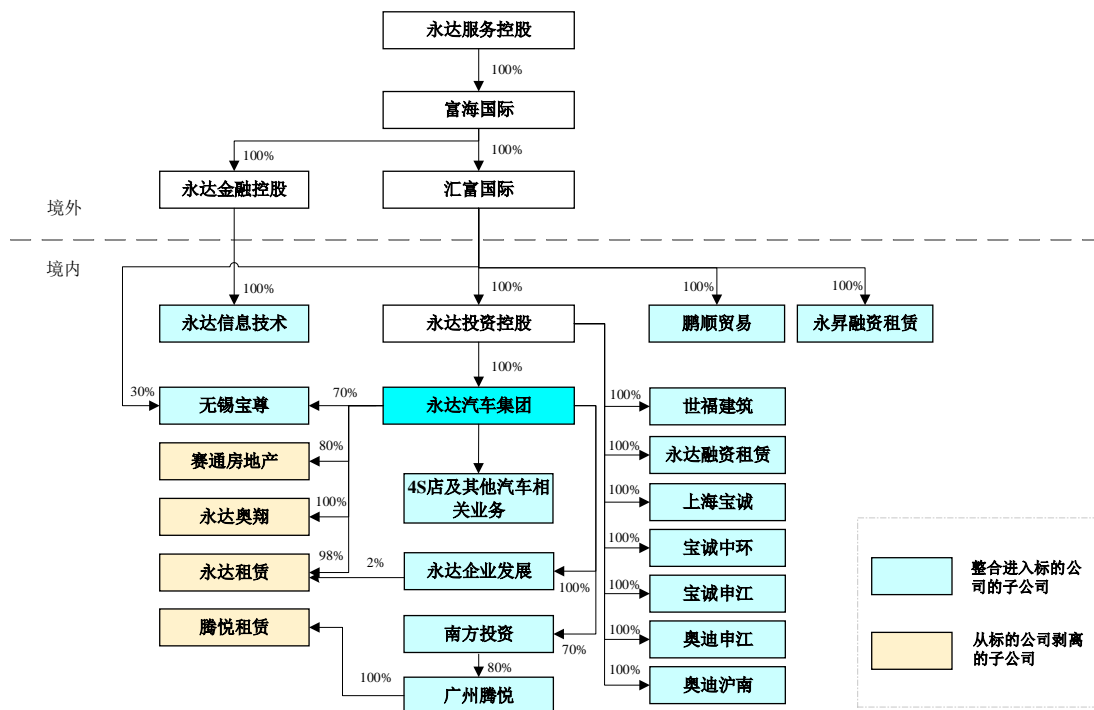 永达服务控股
100%
富海国际
100%
100%
永达金融控股
汇富国际
境外
境内
100%
100%
100%
100%
永达信息技术
永达投资控股
鹏顺贸易
永昇融资租赁
100%
30%
无锡宝尊
70%
永达汽车集团
100%
世福建筑
80%
赛通房地产
100%
永达融资租赁
4S店及其他汽车相
关业务
100%
永达奥翔
100%
上海宝诚
98%
永达租赁
2%
永达企业发展
100%
100%
宝诚中环
100%
宝诚申江
腾悦租赁
南方投资
70%
100%
奥迪申江
80%
100%
广州腾悦
100%
奥迪沪南
整合进入标的公
司的子公司
从标的公司剥离
的子公司